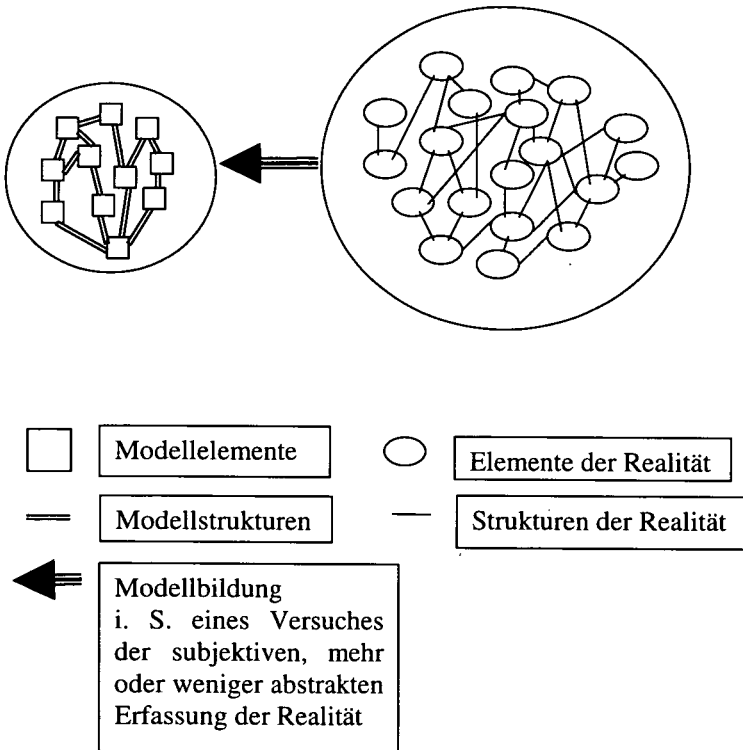 Modellelemente
Elemente der Realität
Modellstrukturen
Strukturen der Realität
Modellbildung
i. S. eines Versuches
der subjektiven, mehr
oder weniger abstrakten
Erfassung der Realität